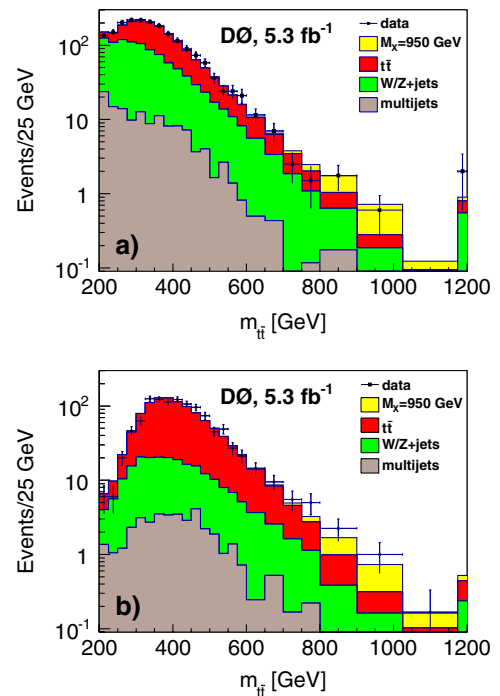 Events/25 GeV
10²
10
1
10⁻¹
DØ, 5.3 fb⁻¹
data
Mₓ=950 GeV
tt̄
W/Z+jets
multijets
a)
200 400 600 800 1000 1200
m_tt̄ [GeV]
Events/25 GeV
10²
10
1
10⁻¹
DØ, 5.3 fb⁻¹
data
Mₓ=950 GeV
tt̄
W/Z+jets
multijets
b)
200 400 600 800 1000 1200
m_tt̄ [GeV]